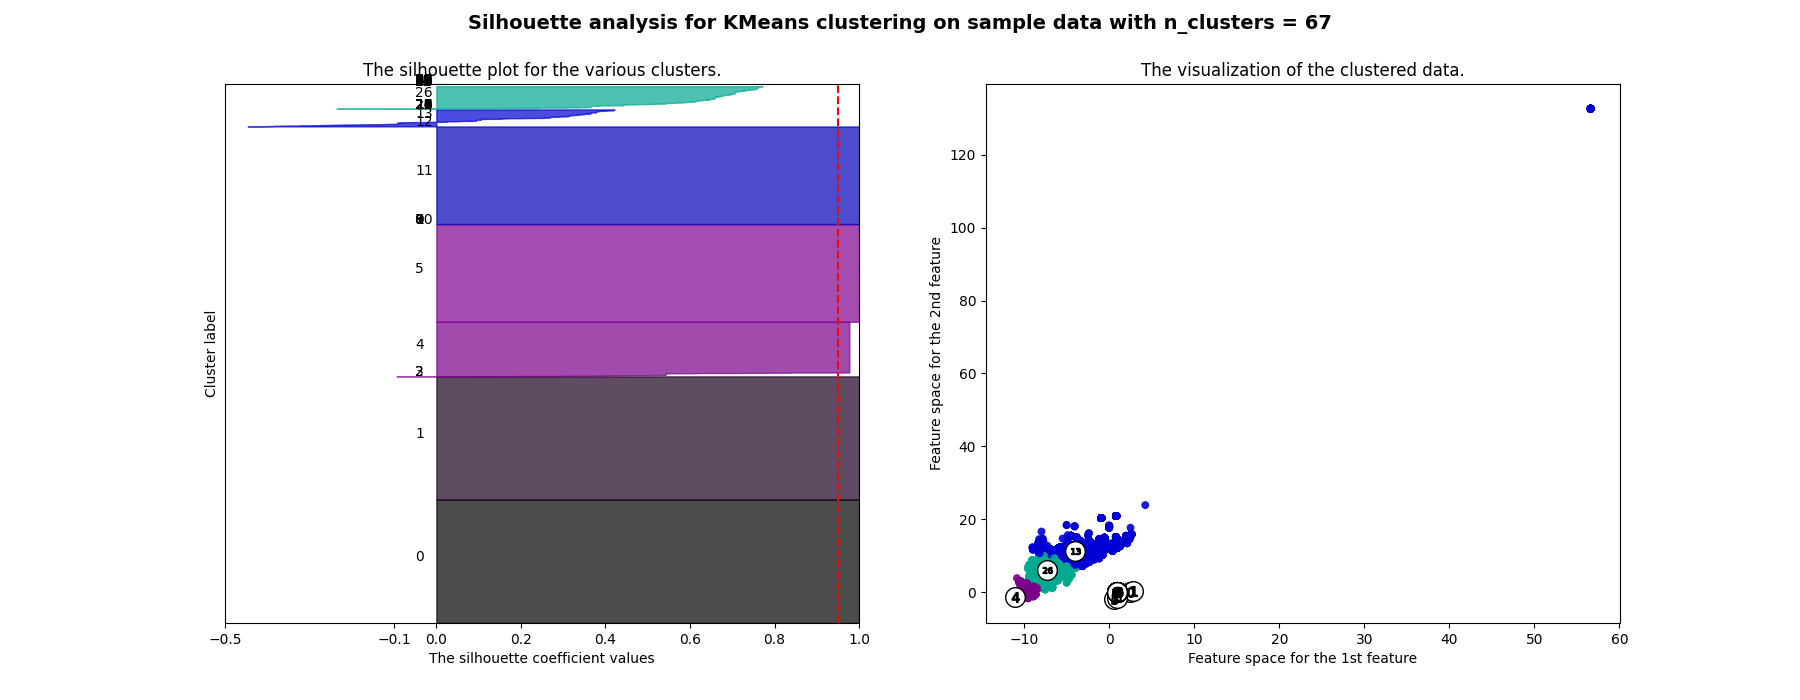 Silhouette analysis for KMeans clustering on sample data with n_clusters = 67
The silhouette plot for the various clusters.
26
13
12
11
5
4
1
0
Cluster label
−0.5 −0.1 0.0 0.2 0.4 0.6 0.8 1.0
The silhouette coefficient values
The visualization of the clustered data.
120
100
80
60
40
20
0
Feature space for the 2nd feature
13
26
4
1
−10 0 10 20 30 40 50 60
Feature space for the 1st feature